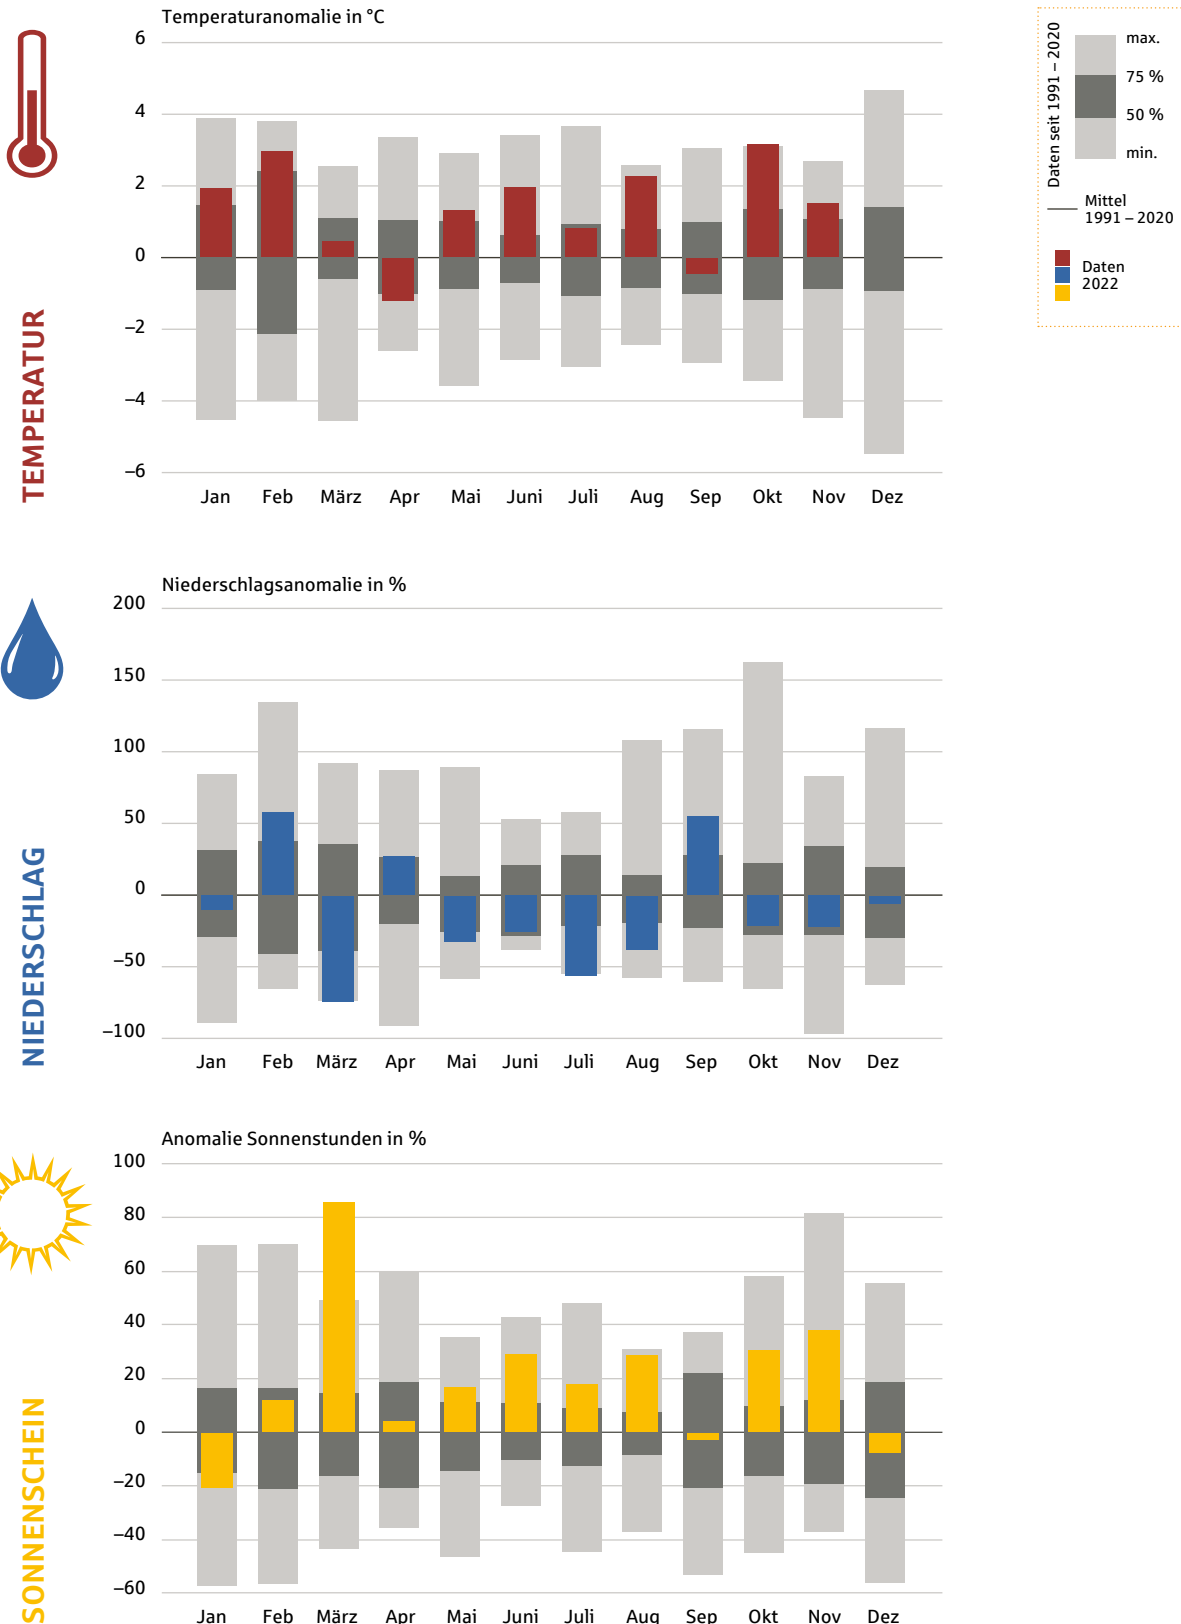 Temperaturanomalie in °C
6
4
2
0
–2
–4
–6
Jan Feb März Apr Mai Juni Juli Aug Sep Okt Nov Dez
TEMPERATUR
Daten seit 1991 – 2020
max.
75 %
50 %
min.
Mittel
1991 – 2020
Daten
2022
Niederschlagsanomalie in %
200
150
100
50
0
–50
–100
Jan Feb März Apr Mai Juni Juli Aug Sep Okt Nov Dez
NIEDERSCHLAG
Anomalie Sonnenstunden in %
100
80
60
40
20
0
–20
–40
–60
Jan Feb März Apr Mai Juni Juli Aug Sep Okt Nov Dez
SONNENSCHEIN